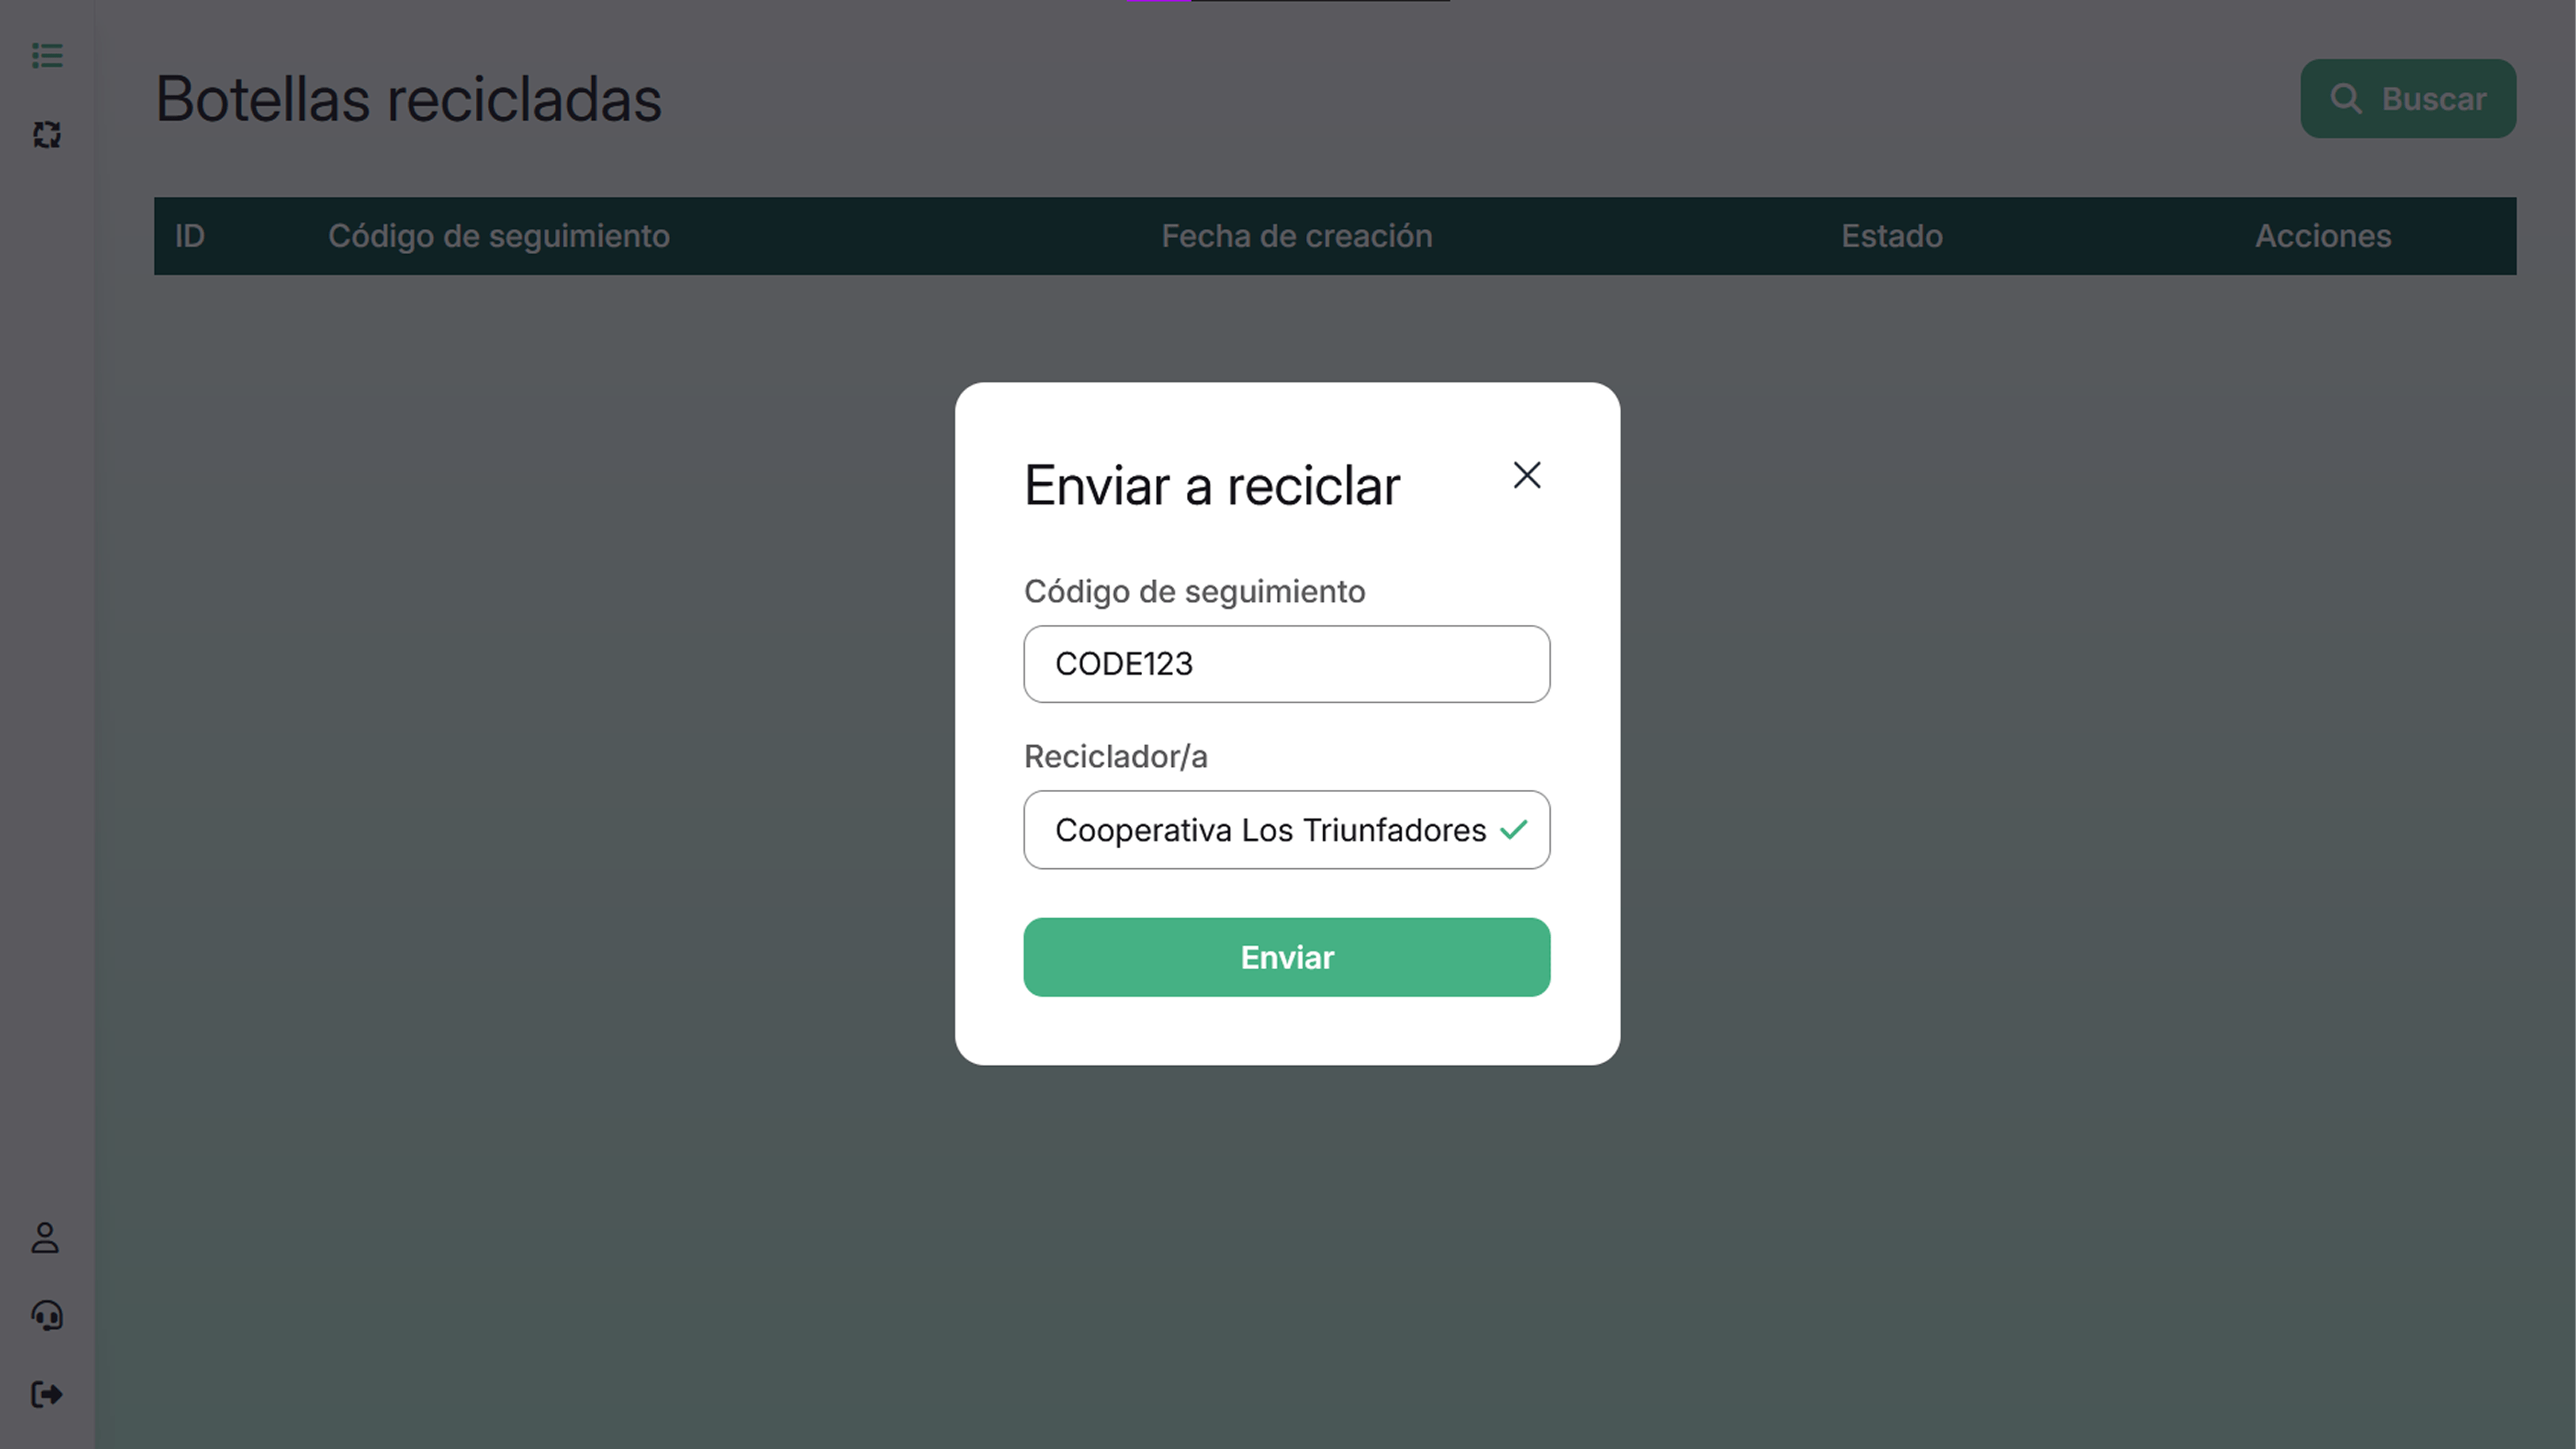 Botellas recicladas
Buscar
ID Código de seguimiento Fecha de creación Estado Acciones
Enviar a reciclar
Código de seguimiento
CODE123
Reciclador/a
Cooperativa Los Triunfadores
Enviar